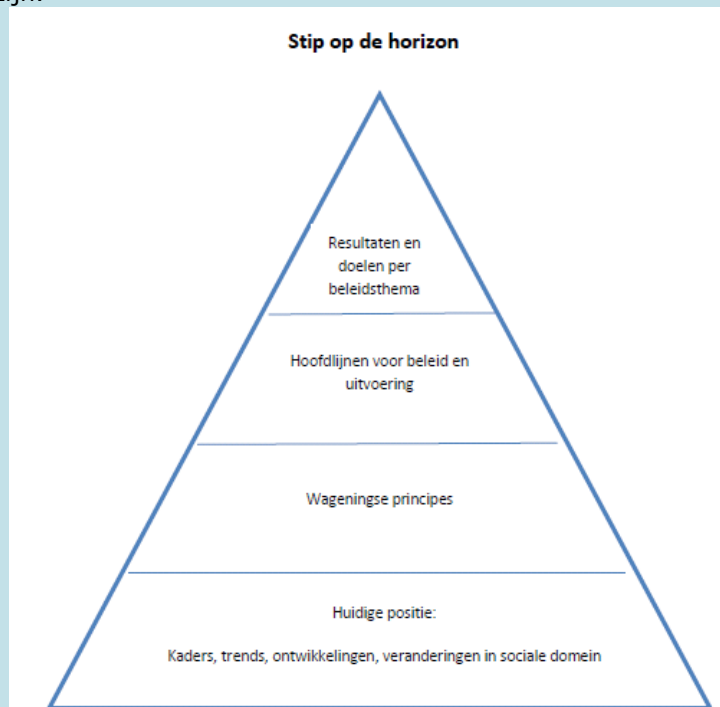 Stip op de horizon
Resultaten en
doelen per
beleidsthema
Hoofdlijnen voor beleid en
uitvoering
Wageningse principes
Huidige positie:
Kaders, trends, ontwikkelingen, veranderingen in sociale domein